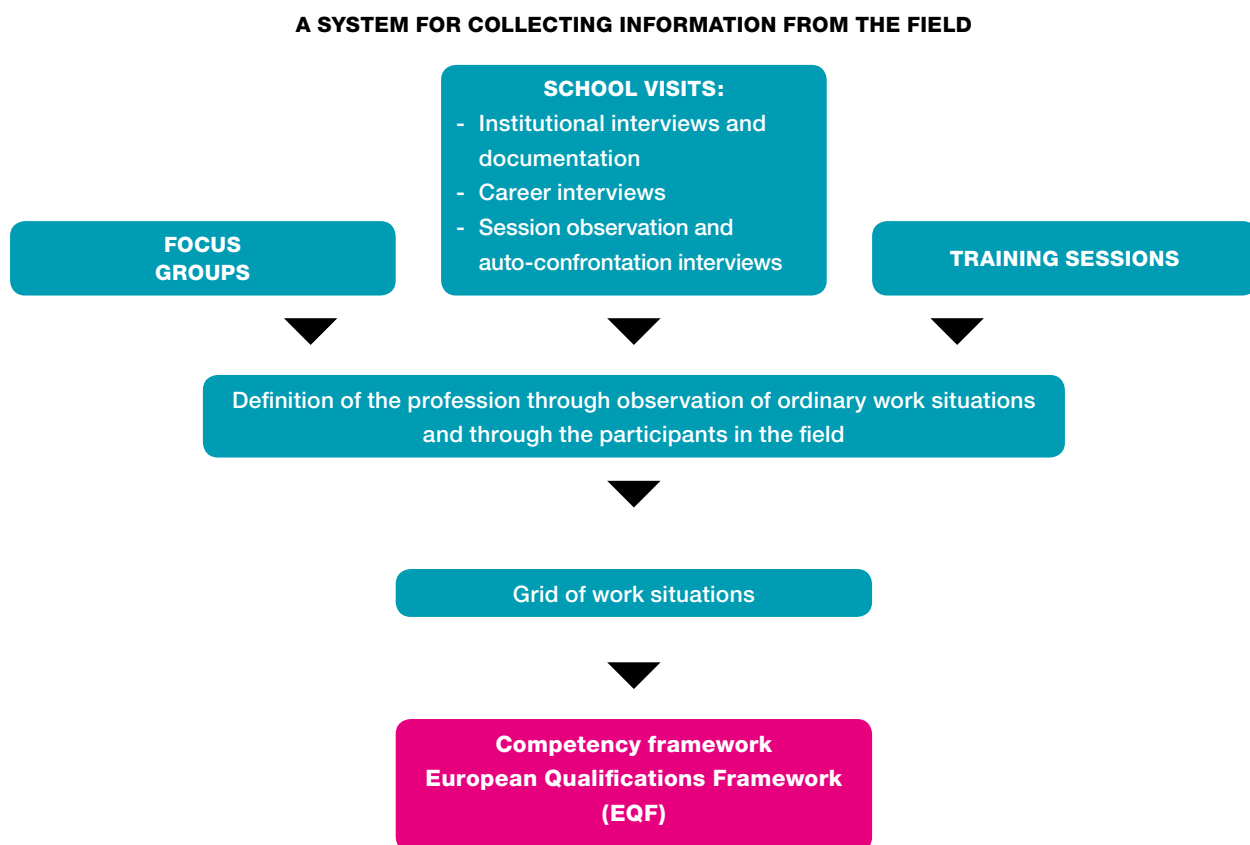 A SYSTEM FOR COLLECTING INFORMATION FROM THE FIELD
SCHOOL VISITS:
- Institutional interviews and
documentation
- Career interviews
- Session observation and
auto-confrontation interviews
FOCUS
GROUPS
TRAINING SESSIONS
Definition of the profession through observation of ordinary work situations
and through the participants in the field
Grid of work situations
Competency framework
European Qualifications Framework
(EQF)